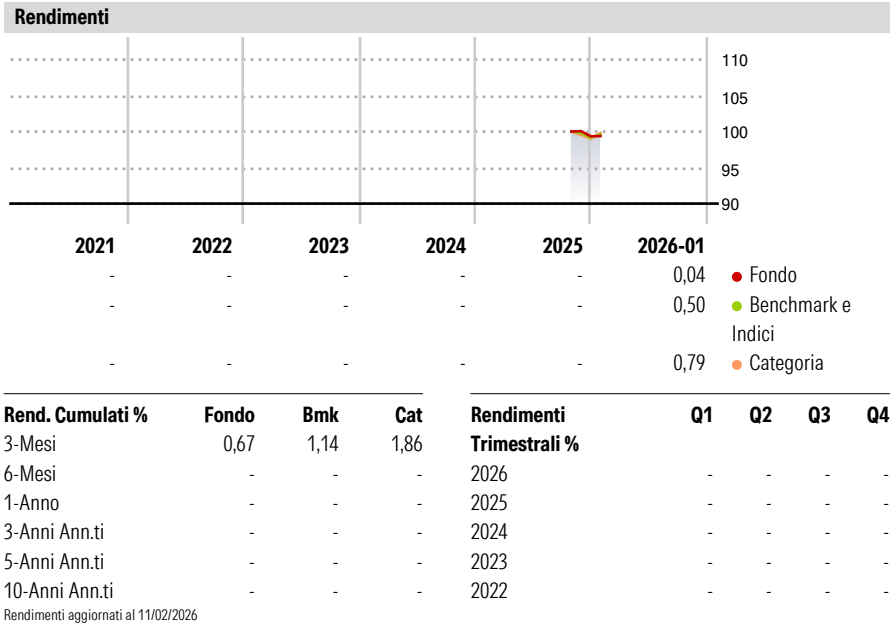 Rendimenti
110
105
100
95
90
2021 2022 2023 2024 2025 2026-01
- - - - - 0,04 Fondo
- - - - - 0,50 Benchmark e
Indici
- - - - - 0,79 Categoria
Rend. Cumulati % Fondo Bmk Cat
3-Mesi 0,67 1,14 1,86
6-Mesi - - -
1-Anno - - -
3-Anni Ann.ti - - -
5-Anni Ann.ti - - -
10-Anni Ann.ti - - -
Rendimenti Q1 Q2 Q3 Q4
Trimestrali %
2026 - - - -
2025 - - - -
2024 - - - -
2023 - - - -
2022 - - - -
Rendimenti aggiornati al 11/02/2026